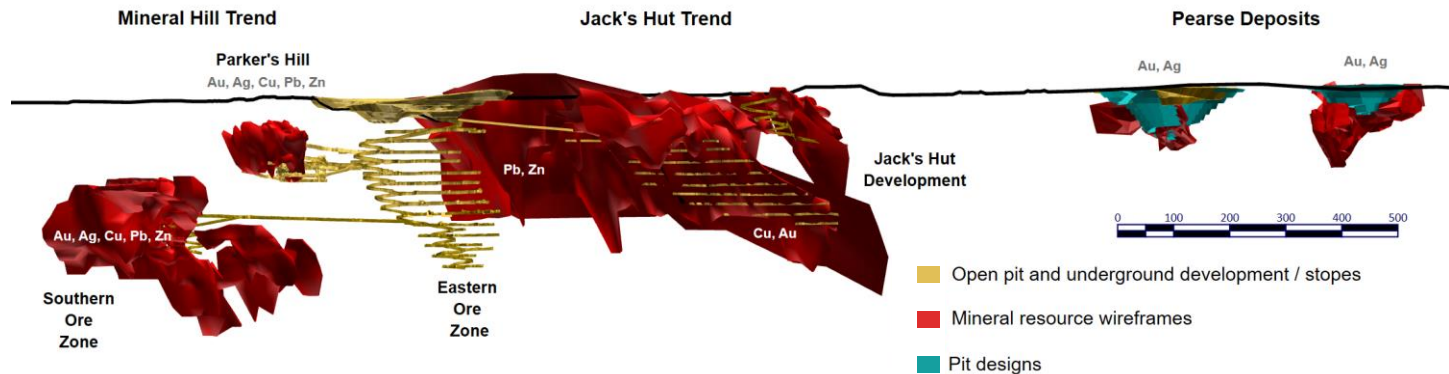 Mineral Hill Trend
Jack's Hut Trend
Pearse Deposits
Parker's Hill
Au, Ag, Cu, Pb, Zn
Au, Ag
Au, Ag
Pb, Zn
Jack's Hut
Development
Au, Ag, Cu, Pb, Zn
Cu, Au
0 100 200 300 400 500
Southern
Ore
Zone
Eastern
Ore
Zone
Open pit and underground development / stopes
Mineral resource wireframes
Pit designs